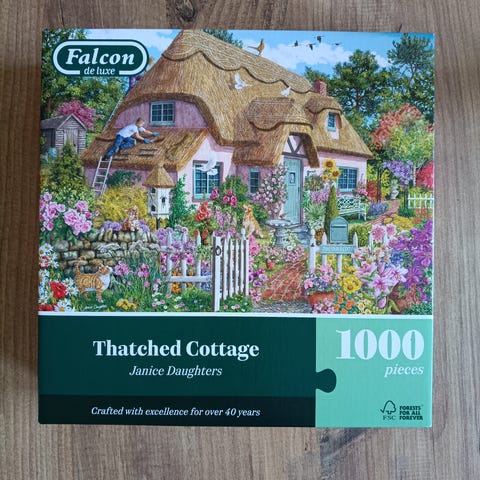 Falcon
de luxe
Thatched Cottage
Janice Daughters
1000
pieces
Crafted with excellence for over 40 years
FSC
FORESTS
FOR ALL
FOREVER